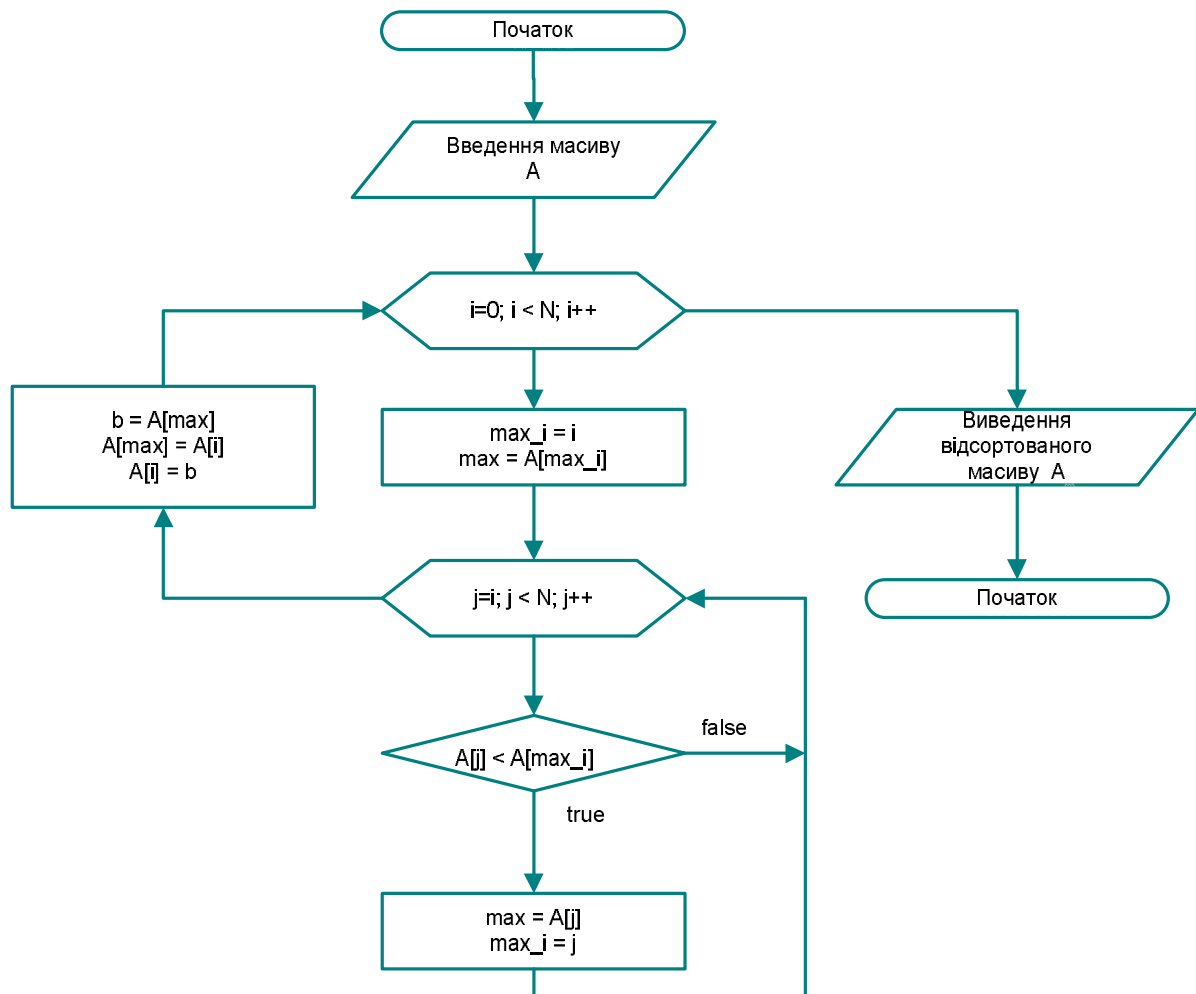 Початок
Введення масиву
А
i=0; i < N; i++
max_i = i
max = A[max_i]
b = A[max]
A[max] = A[i]
A[i] = b
Виведення
відсортованого
масиву А
j=i; j < N; j++
Початок
A[j] < A[max_i]
false
true
max = A[j]
max_i = j